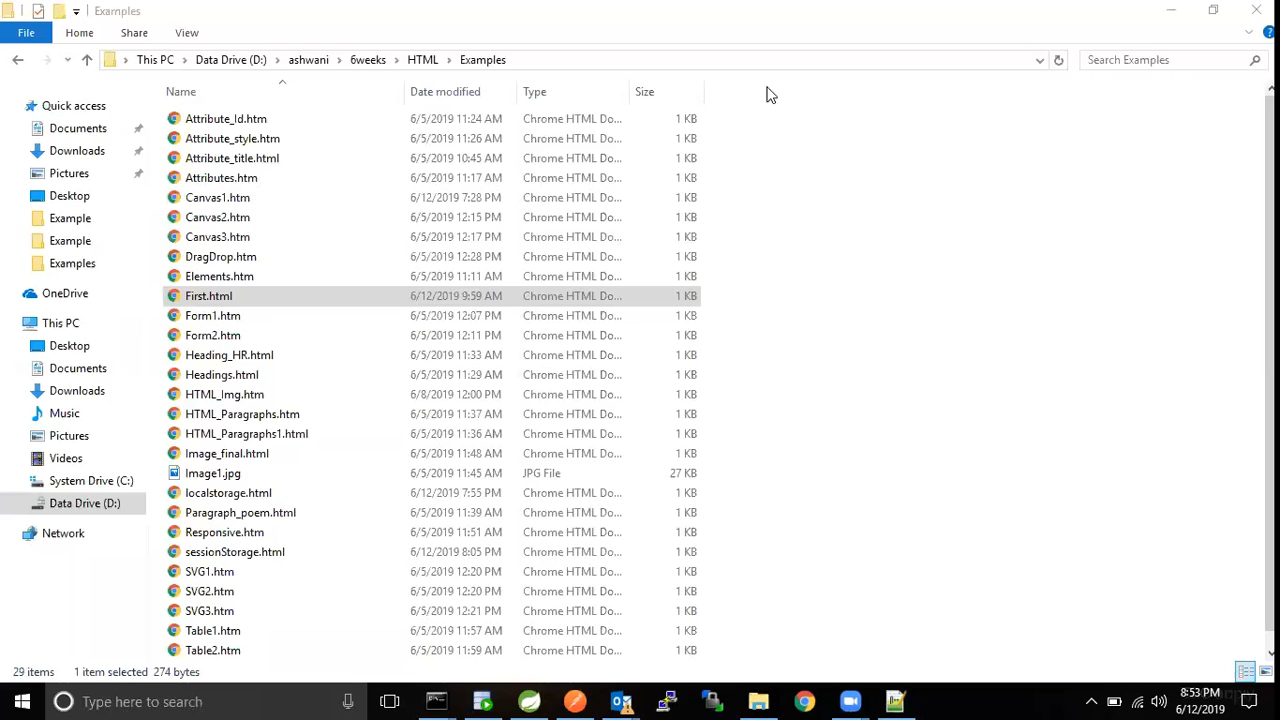 Examples
File Home Share View
This PC Data Drive (D:) ashwani 6weeks HTML Examples Search Examples
Name Date modified Type Size
Quick access
Documents
Downloads
Pictures
Desktop
Example
Example
Examples
OneDrive
This PC
Desktop
Documents
Downloads
Music
Pictures
Videos
System Drive (C:)
Data Drive (D:)
Network
Attribute_Id.htm 6/5/2019 11:24 AM Chrome HTML Do... 1 KB
Attribute_style.htm 6/5/2019 11:26 AM Chrome HTML Do... 1 KB
Attribute_title.html 6/5/2019 10:45 AM Chrome HTML Do... 1 KB
Attributes.htm 6/5/2019 11:17 AM Chrome HTML Do... 1 KB
Canvas1.htm 6/12/2019 7:28 PM Chrome HTML Do... 1 KB
Canvas2.htm 6/5/2019 12:15 PM Chrome HTML Do... 1 KB
Canvas3.htm 6/5/2019 12:17 PM Chrome HTML Do... 1 KB
DragDrop.htm 6/5/2019 12:28 PM Chrome HTML Do... 1 KB
Elements.htm 6/5/2019 11:11 AM Chrome HTML Do... 1 KB
First.html 6/12/2019 9:59 AM Chrome HTML Do... 1 KB
Form1.htm 6/5/2019 12:07 PM Chrome HTML Do... 1 KB
Form2.htm 6/5/2019 12:11 PM Chrome HTML Do... 1 KB
Heading_HR.html 6/5/2019 11:33 AM Chrome HTML Do... 1 KB
Headings.html 6/5/2019 11:29 AM Chrome HTML Do... 1 KB
HTML_Img.htm 6/8/2019 12:00 PM Chrome HTML Do... 1 KB
HTML_Paragraphs.htm 6/5/2019 11:37 AM Chrome HTML Do... 1 KB
HTML_Paragraphs1.html 6/5/2019 11:36 AM Chrome HTML Do... 1 KB
Image_final.html 6/5/2019 11:48 AM Chrome HTML Do... 1 KB
Image1.jpg 6/5/2019 11:45 AM JPG File 27 KB
localstorage.html 6/12/2019 7:55 PM Chrome HTML Do... 1 KB
Paragraph_poem.html 6/5/2019 11:39 AM Chrome HTML Do... 1 KB
Responsive.htm 6/5/2019 11:51 AM Chrome HTML Do... 1 KB
sessionStorage.html 6/12/2019 8:05 PM Chrome HTML Do... 1 KB
SVG1.htm 6/5/2019 12:20 PM Chrome HTML Do... 1 KB
SVG2.htm 6/5/2019 12:20 PM Chrome HTML Do... 1 KB
SVG3.htm 6/5/2019 12:21 PM Chrome HTML Do... 1 KB
Table1.htm 6/5/2019 11:57 AM Chrome HTML Do... 1 KB
Table2.htm 6/5/2019 11:59 AM Chrome HTML Do... 1 KB
29 items 1 item selected 274 bytes
Type here to search
8:53 PM
6/12/2019